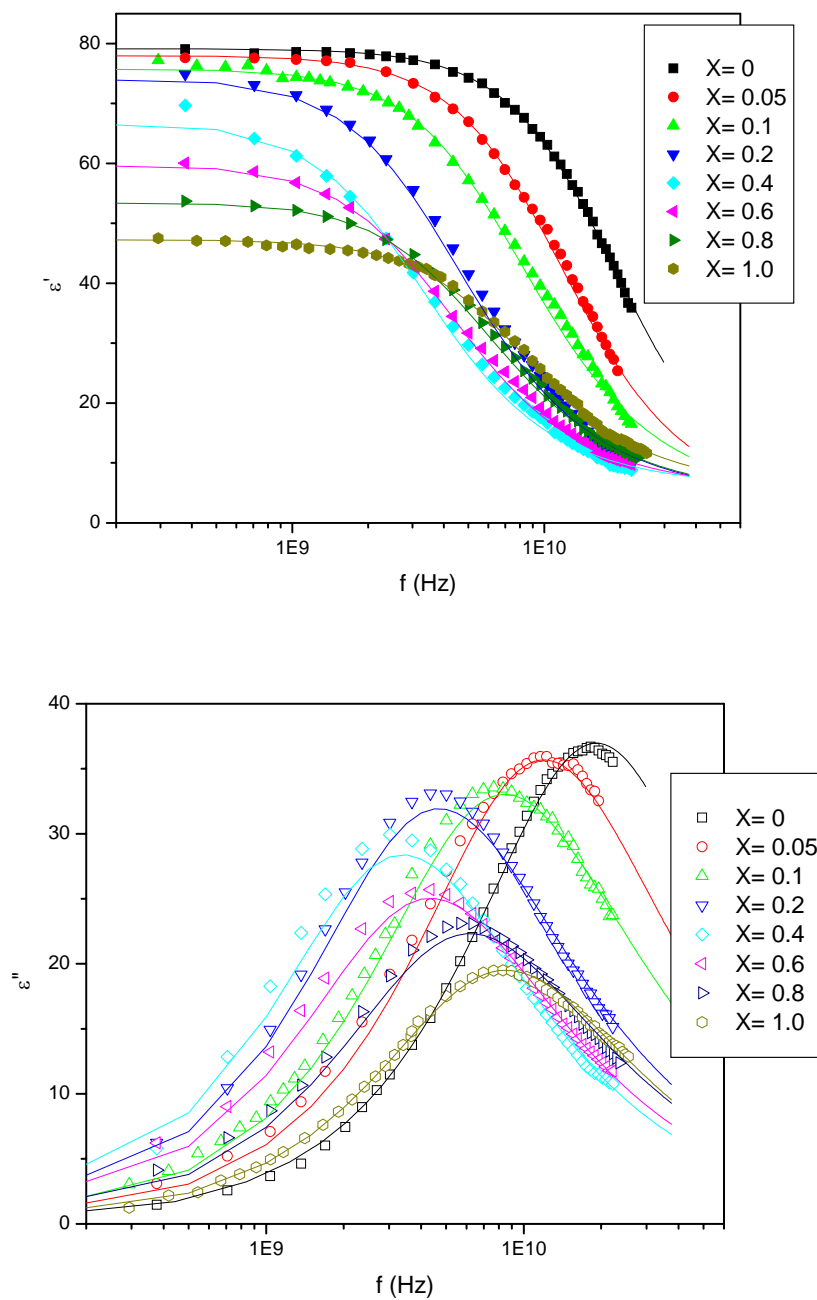 80
60
40
20
0
ε'
1E9
1E10
f (Hz)
X= 0
X= 0.05
X= 0.1
X= 0.2
X= 0.4
X= 0.6
X= 0.8
X= 1.0
40
30
20
10
0
ε"
1E9
1E10
f (Hz)
X= 0
X= 0.05
X= 0.1
X= 0.2
X= 0.4
X= 0.6
X= 0.8
X= 1.0